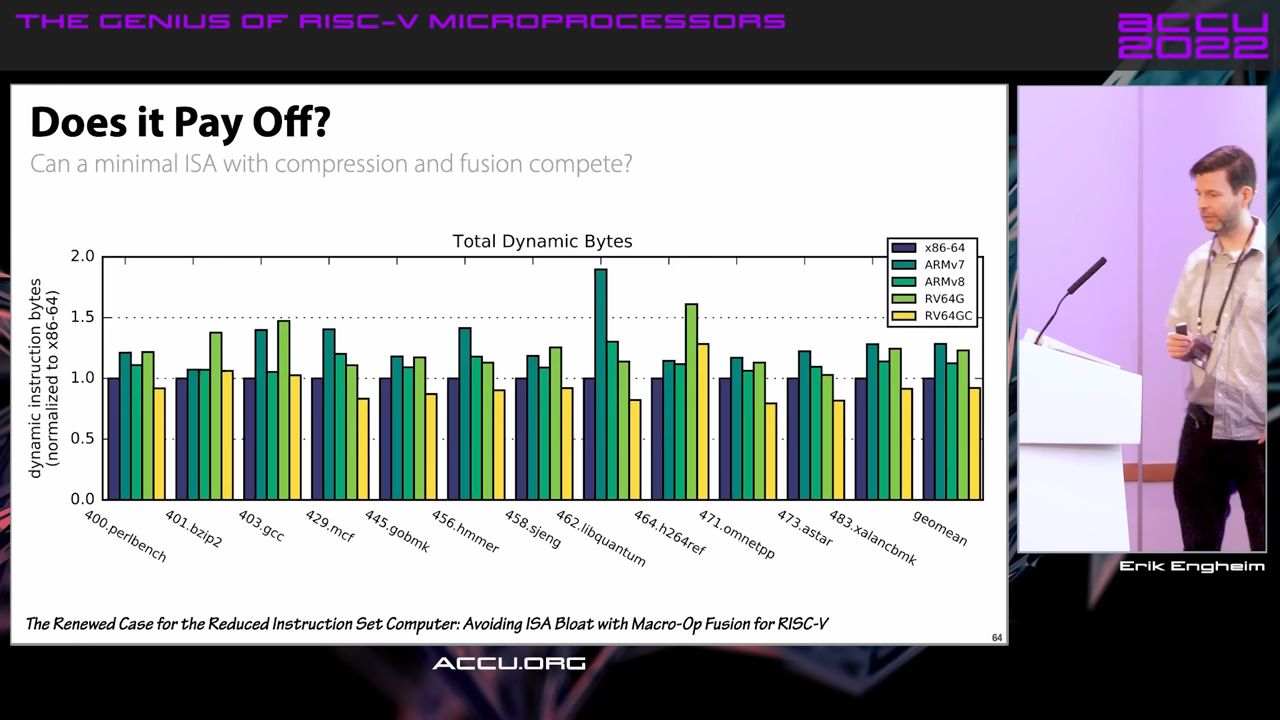 THE GENIUS OF RISC-V MICROPROCESSORS
ACCU
2022
Does it Pay Off?
Can a minimal ISA with compression and fusion compete?
Total Dynamic Bytes
dynamic instruction bytes
(normalized to x86-64)
2.0
1.5
1.0
0.5
0.0
x86-64
ARMv7
ARMv8
RV64G
RV64GC
400.perlbench
401.bzip2
403.gcc
429.mcf
445.gobmk
456.hmmer
458.sjeng
462.libquantum
464.h264ref
471.omnetpp
473.astar
483.xalancbmk
geomean
The Renewed Case for the Reduced Instruction Set Computer: Avoiding ISA Bloat with Macro-Op Fusion for RISC-V
64
Erik Engheim
ACCU.ORG